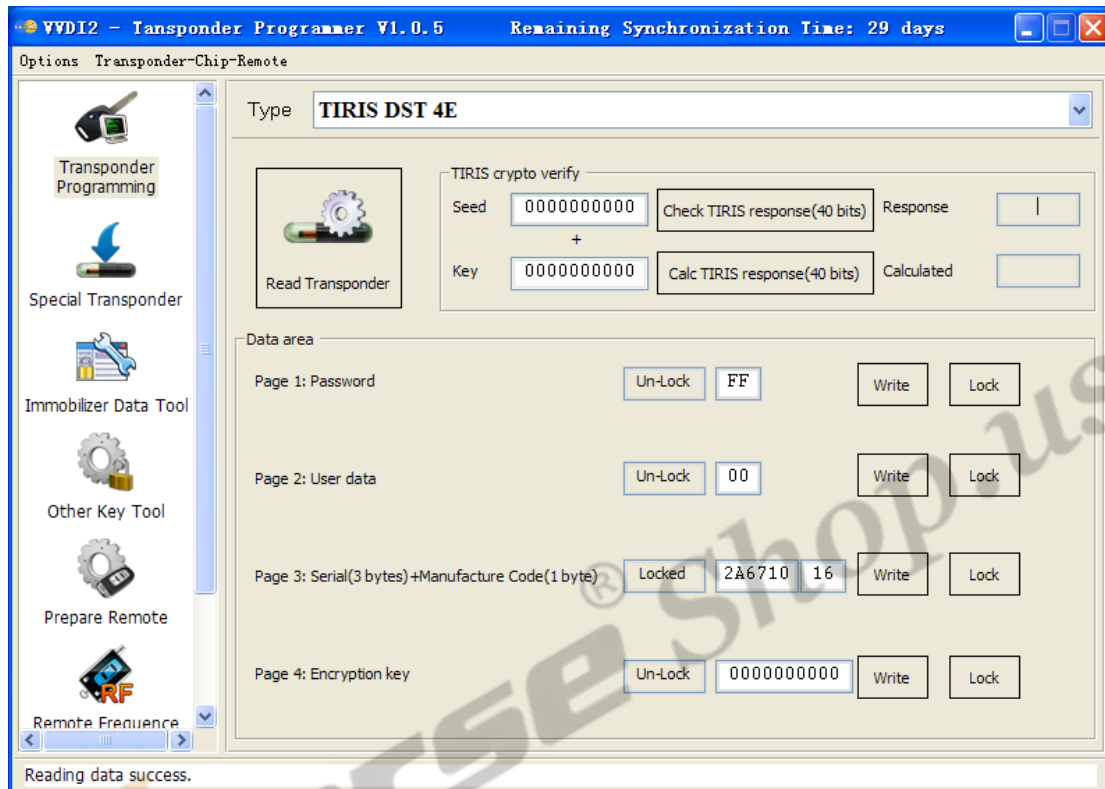 VVDI2 - Tansponder Programmer V1.0.5 Remaining Synchronization Time: 29 days
Options Transponder-Chip-Remote
Transponder
Programming
Special Transponder
Immobilizer Data Tool
Other Key Tool
Prepare Remote
RF
Remote Frequence
Type TIRIS DST 4E
Read Transponder
TIRIS crypto verify
Seed 0000000000 Check TIRIS response(40 bits) Response
+
Key 0000000000 Calc TIRIS response(40 bits) Calculated
Data area
Page 1: Password Un-Lock FF Write Lock
Page 2: User data Un-Lock 00 Write Lock
Page 3: Serial(3 bytes)+Manufacture Code(1 byte) Locked 2A6710 16 Write Lock
Page 4: Encryption key Un-Lock 0000000000 Write Lock
Reading data success.
® Shop.us